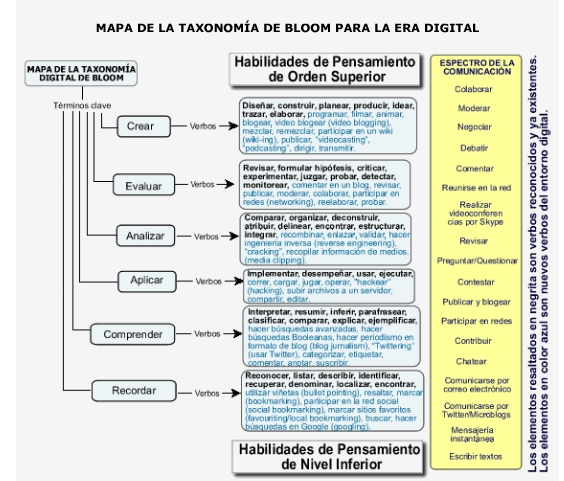 MAPA DE LA TAXONOMÍA DE BLOOM PARA LA ERA DIGITAL
MAPA DE LA TAXONOMÍA
DIGITAL DE BLOOM
Términos clave
Habilidades de Pensamiento
de Orden Superior
Crear
Verbos
Diseñar, construir, planear, producir, idear,
trazar, elaborar, programar, filmar, animar,
blogear, video blogear (video blogging),
mezclar, remezclar, participar en un wiki
(wiki-ing), publicar, "videocasting",
"podcasting", dirigir, transmitir.
Evaluar
Verbos
Revisar, formular hipótesis, criticar,
experimentar, juzgar, probar, detectar,
monitorear, comentar en un blog, revisar,
publicar, moderar, colaborar, participar en
redes (networking), reelaborar, probar.
Analizar
Verbos
Comparar, organizar, deconstruir,
atribuir, delinear, encontrar, estructurar,
integrar, recombinar, enlazar, validar, hacer
ingeniería inversa (reverse engineering),
"cracking", recopilar información de medios.
(media clipping).
Aplicar
Verbos
Implementar, desempeñar, usar, ejecutar,
correr, cargar, jugar, operar, "hackear"
(hacking), subir archivos a un servidor,
compartir, editar.
Comprender
Verbos
Interpretar, resumir, inferir, parafrasear,
clasificar, comparar, explicar, ejemplificar,
hacer búsquedas avanzadas, hacer
búsquedas Booleanas, hacer periodismo en
formato de blog (blog jurnalism), "Twittering"
(usar Twitter), categorizar, etiquetar,
comentar, anotar, suscribir.
Recordar
Verbos
Reconocer, listar, describir, identificar,
recuperar, denominar, localizar, encontrar,
utilizar viñetas (bullet pointing), resaltar, marcar
(bookmarking), participar en la red social
(social bookmarking), marcar sitios favoritos
(favouriting/local bookmarking), buscar, hacer
búsquedas en Google (googling).
Habilidades de Pensamiento
de Nivel Inferior
ESPECTRO DE LA
COMUNICACIÓN
Colaborar
Moderar
Negociar
Debatir
Comentar
Reunirse en la red
Realizar
videoconferen
cias por Skype
Revisar
Preguntar/Questionar
Contestar
Publicar y blogear
Participar en redes
Contribuir
Chatear
Comunicarse por
correo electrónico
Comunicarse por
Twitter/Microblogs
Mensajería
instantánea
Escribir textos
Los elementos resaltados en negrita son verbos reconocidos y ya existentes.
Los elementos en color azul son nuevos verbos del entorno digital.